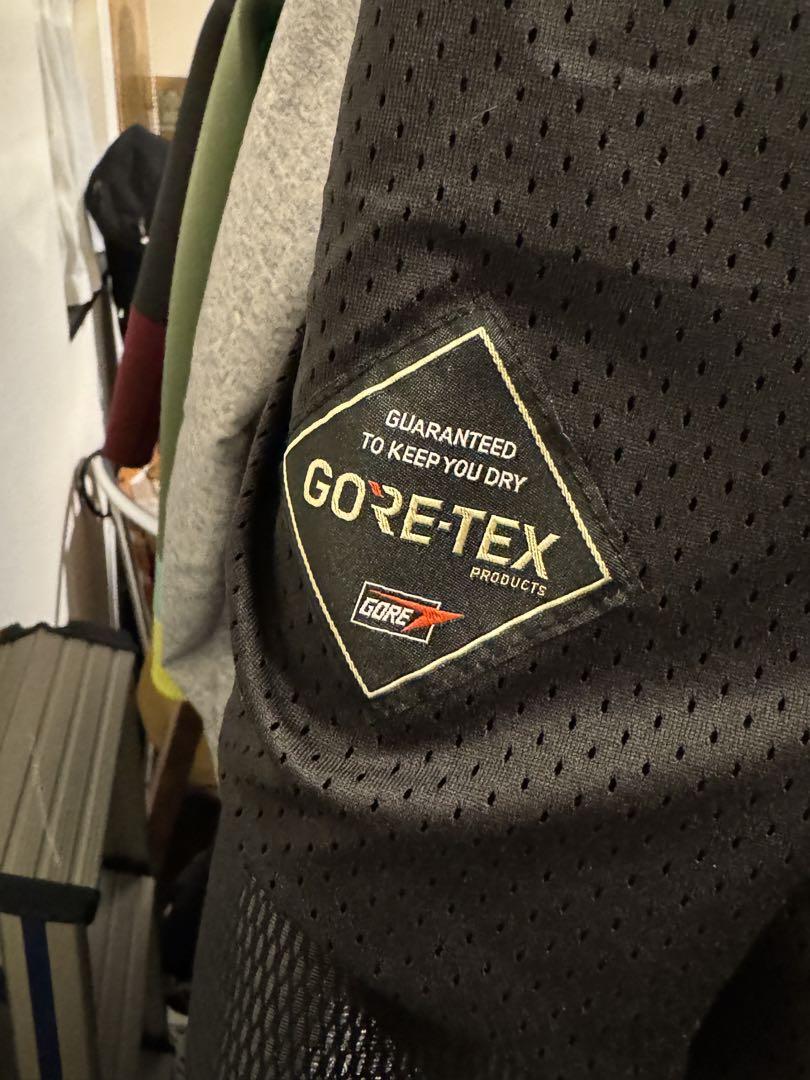 GUARANTEED
TO KEEP YOU DRY
GORE-TEX
PRODUCTS
GORE